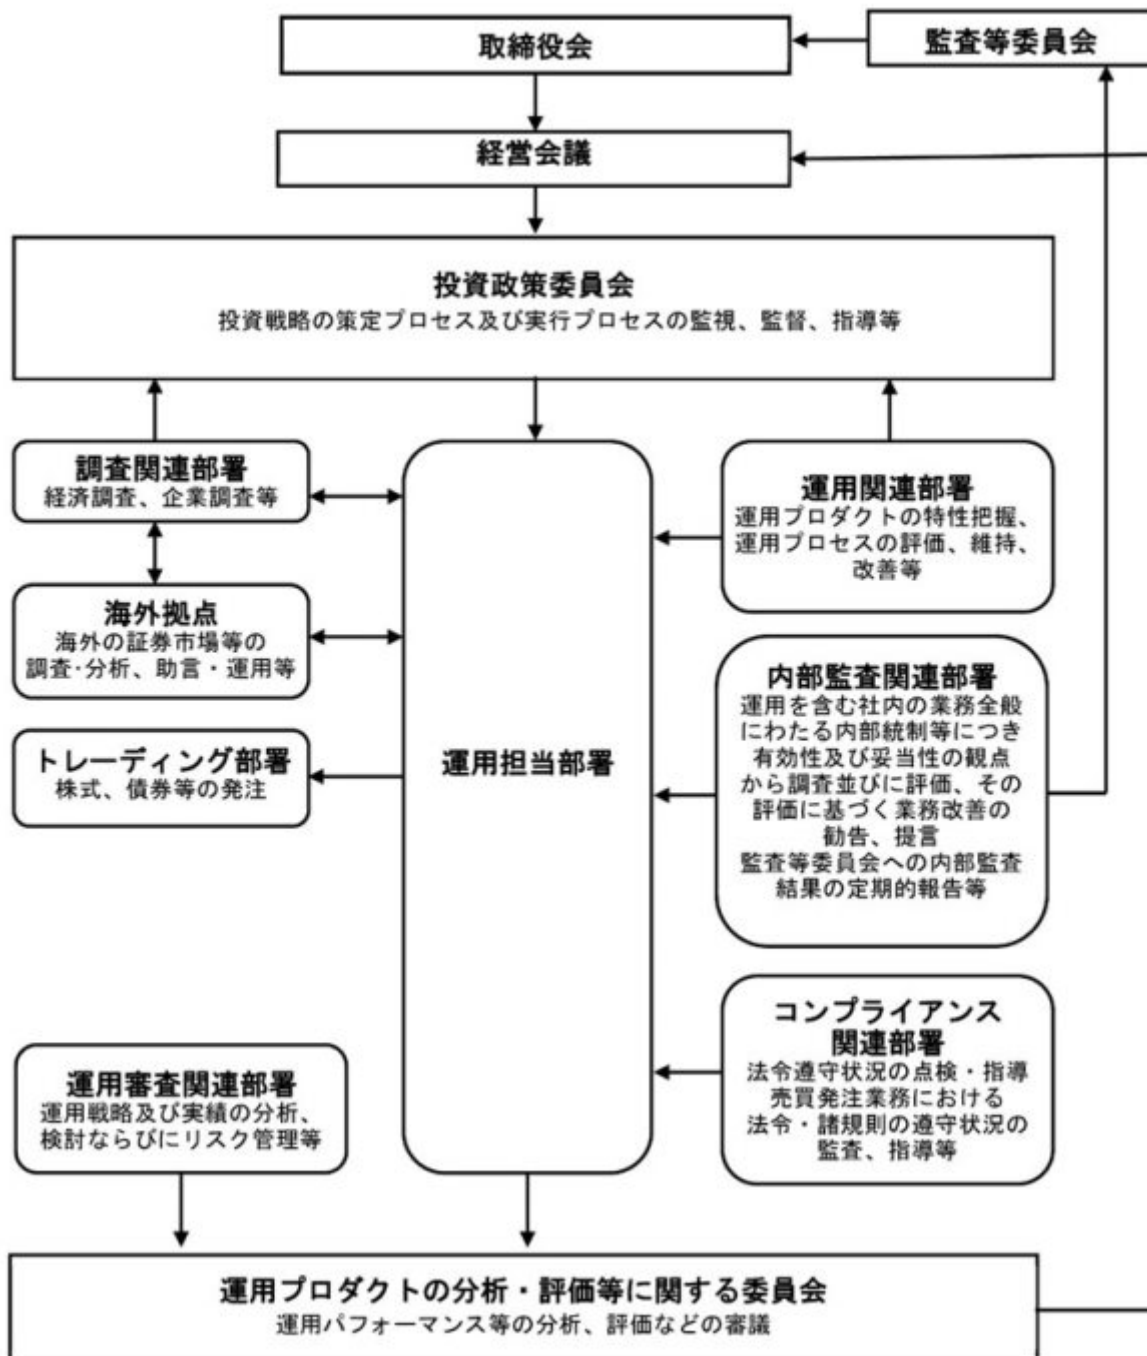 取締役会
監査等委員会
経営会議
投資政策委員会
投資戦略の策定プロセス及び実行プロセスの監視、監督、指導等
調査関連部署
経済調査、企業調査等
海外拠点
海外の証券市場等の
調査･分析、助言・運用等
トレーディング部署
株式、債券等の発注
運用審査関連部署
運用戦略及び実績の分析、
検討ならびにリスク管理等
運用担当部署
運用関連部署
運用プロダクトの特性把握、
運用プロセスの評価、維持、
改善等
内部監査関連部署
運用を含む社内の業務全般
にわたる内部統制等につき
有効性及び妥当性の観点
から調査並びに評価、その
評価に基づく業務改善の
勧告、提言
監査等委員会への内部監査
結果の定期的報告等
コンプライアンス
関連部署
法令遵守状況の点検・指導
売買発注業務における
法令・諸規則の遵守状況の
監査、指導等
運用プロダクトの分析・評価等に関する委員会
運用パフォーマンス等の分析、評価などの審議